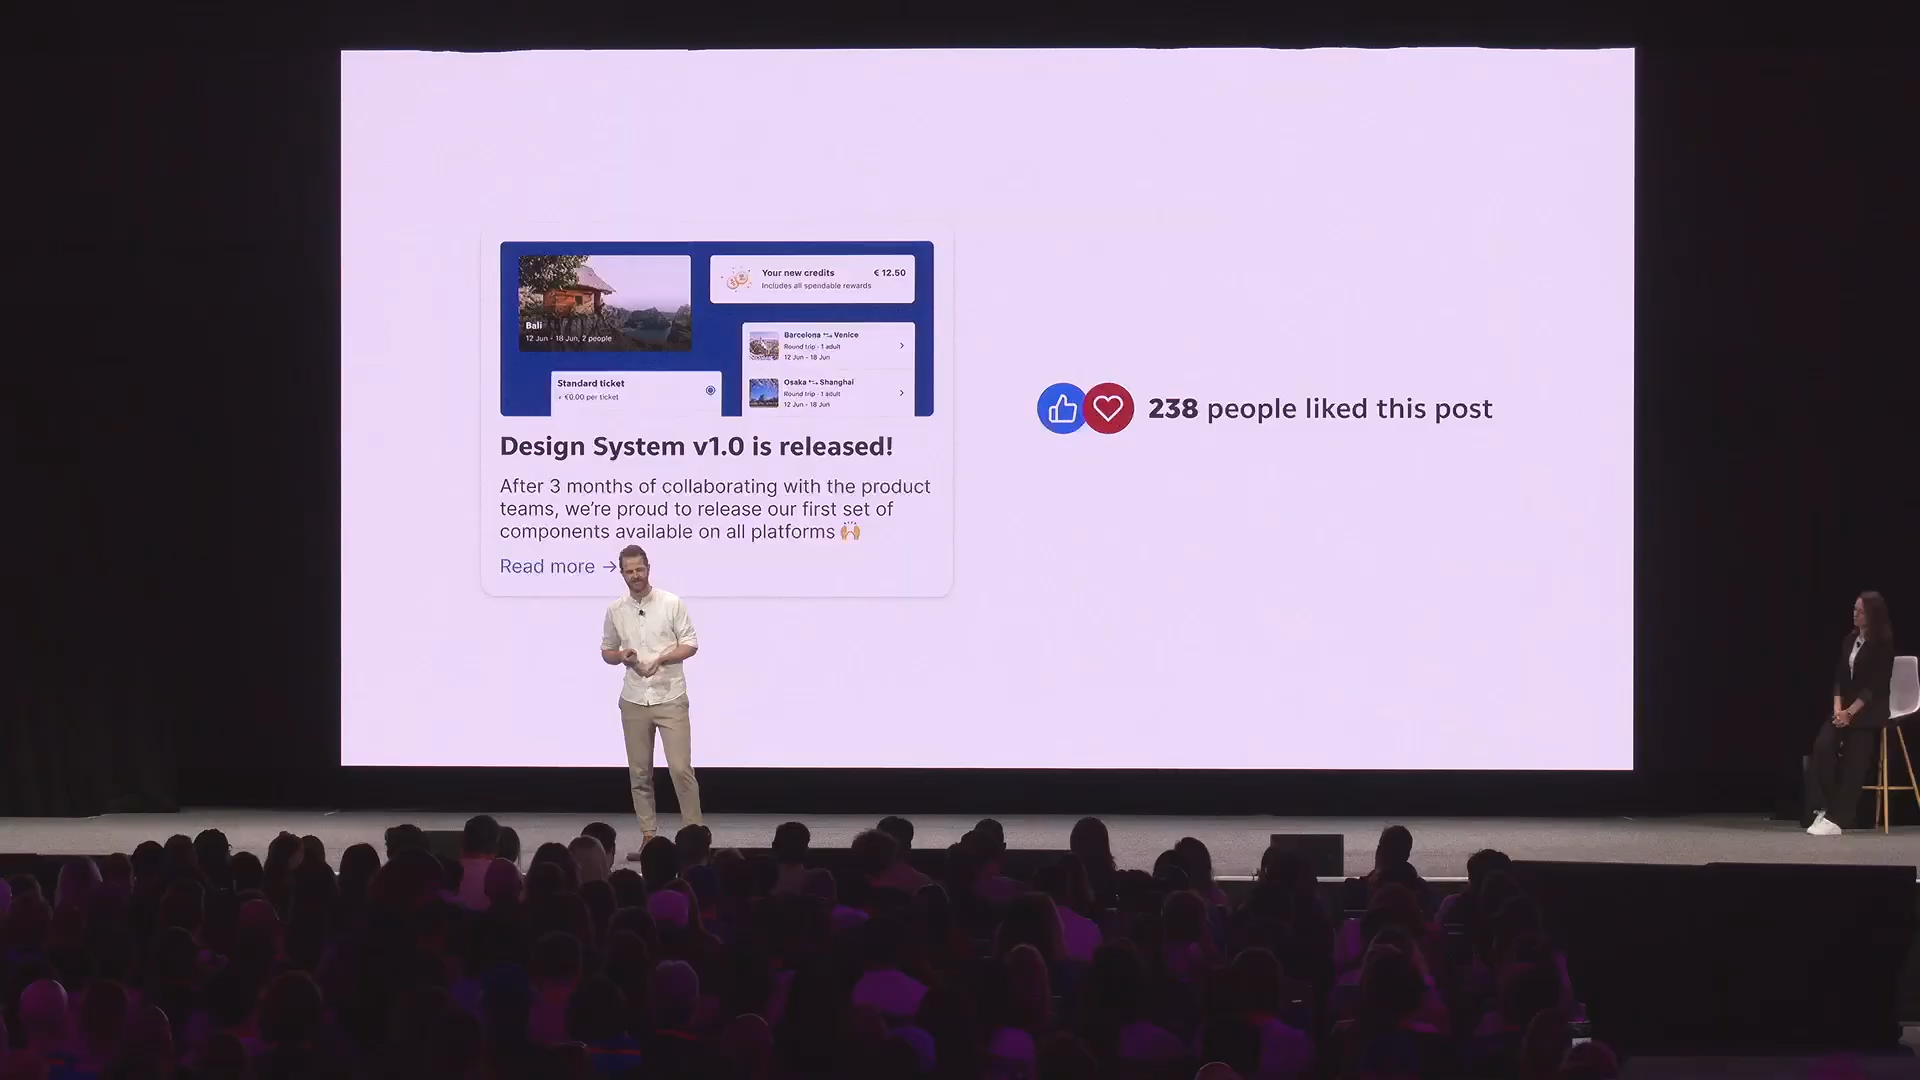 Your new credits
€ 12.50
Includes all spendable rewards
Bali
12 Jun - 18 Jun, 2 people
Barcelona Venice
Round trip · 1 adult
12 Jun - 18 Jun
Standard ticket
+ €0.00 per ticket
Osaka Shanghai
Round trip · 1 adult
12 Jun - 18 Jun
Design System v1.0 is released!
After 3 months of collaborating with the product
teams, we’re proud to release our first set of
components available on all platforms 🙌
Read more →
238 people liked this post